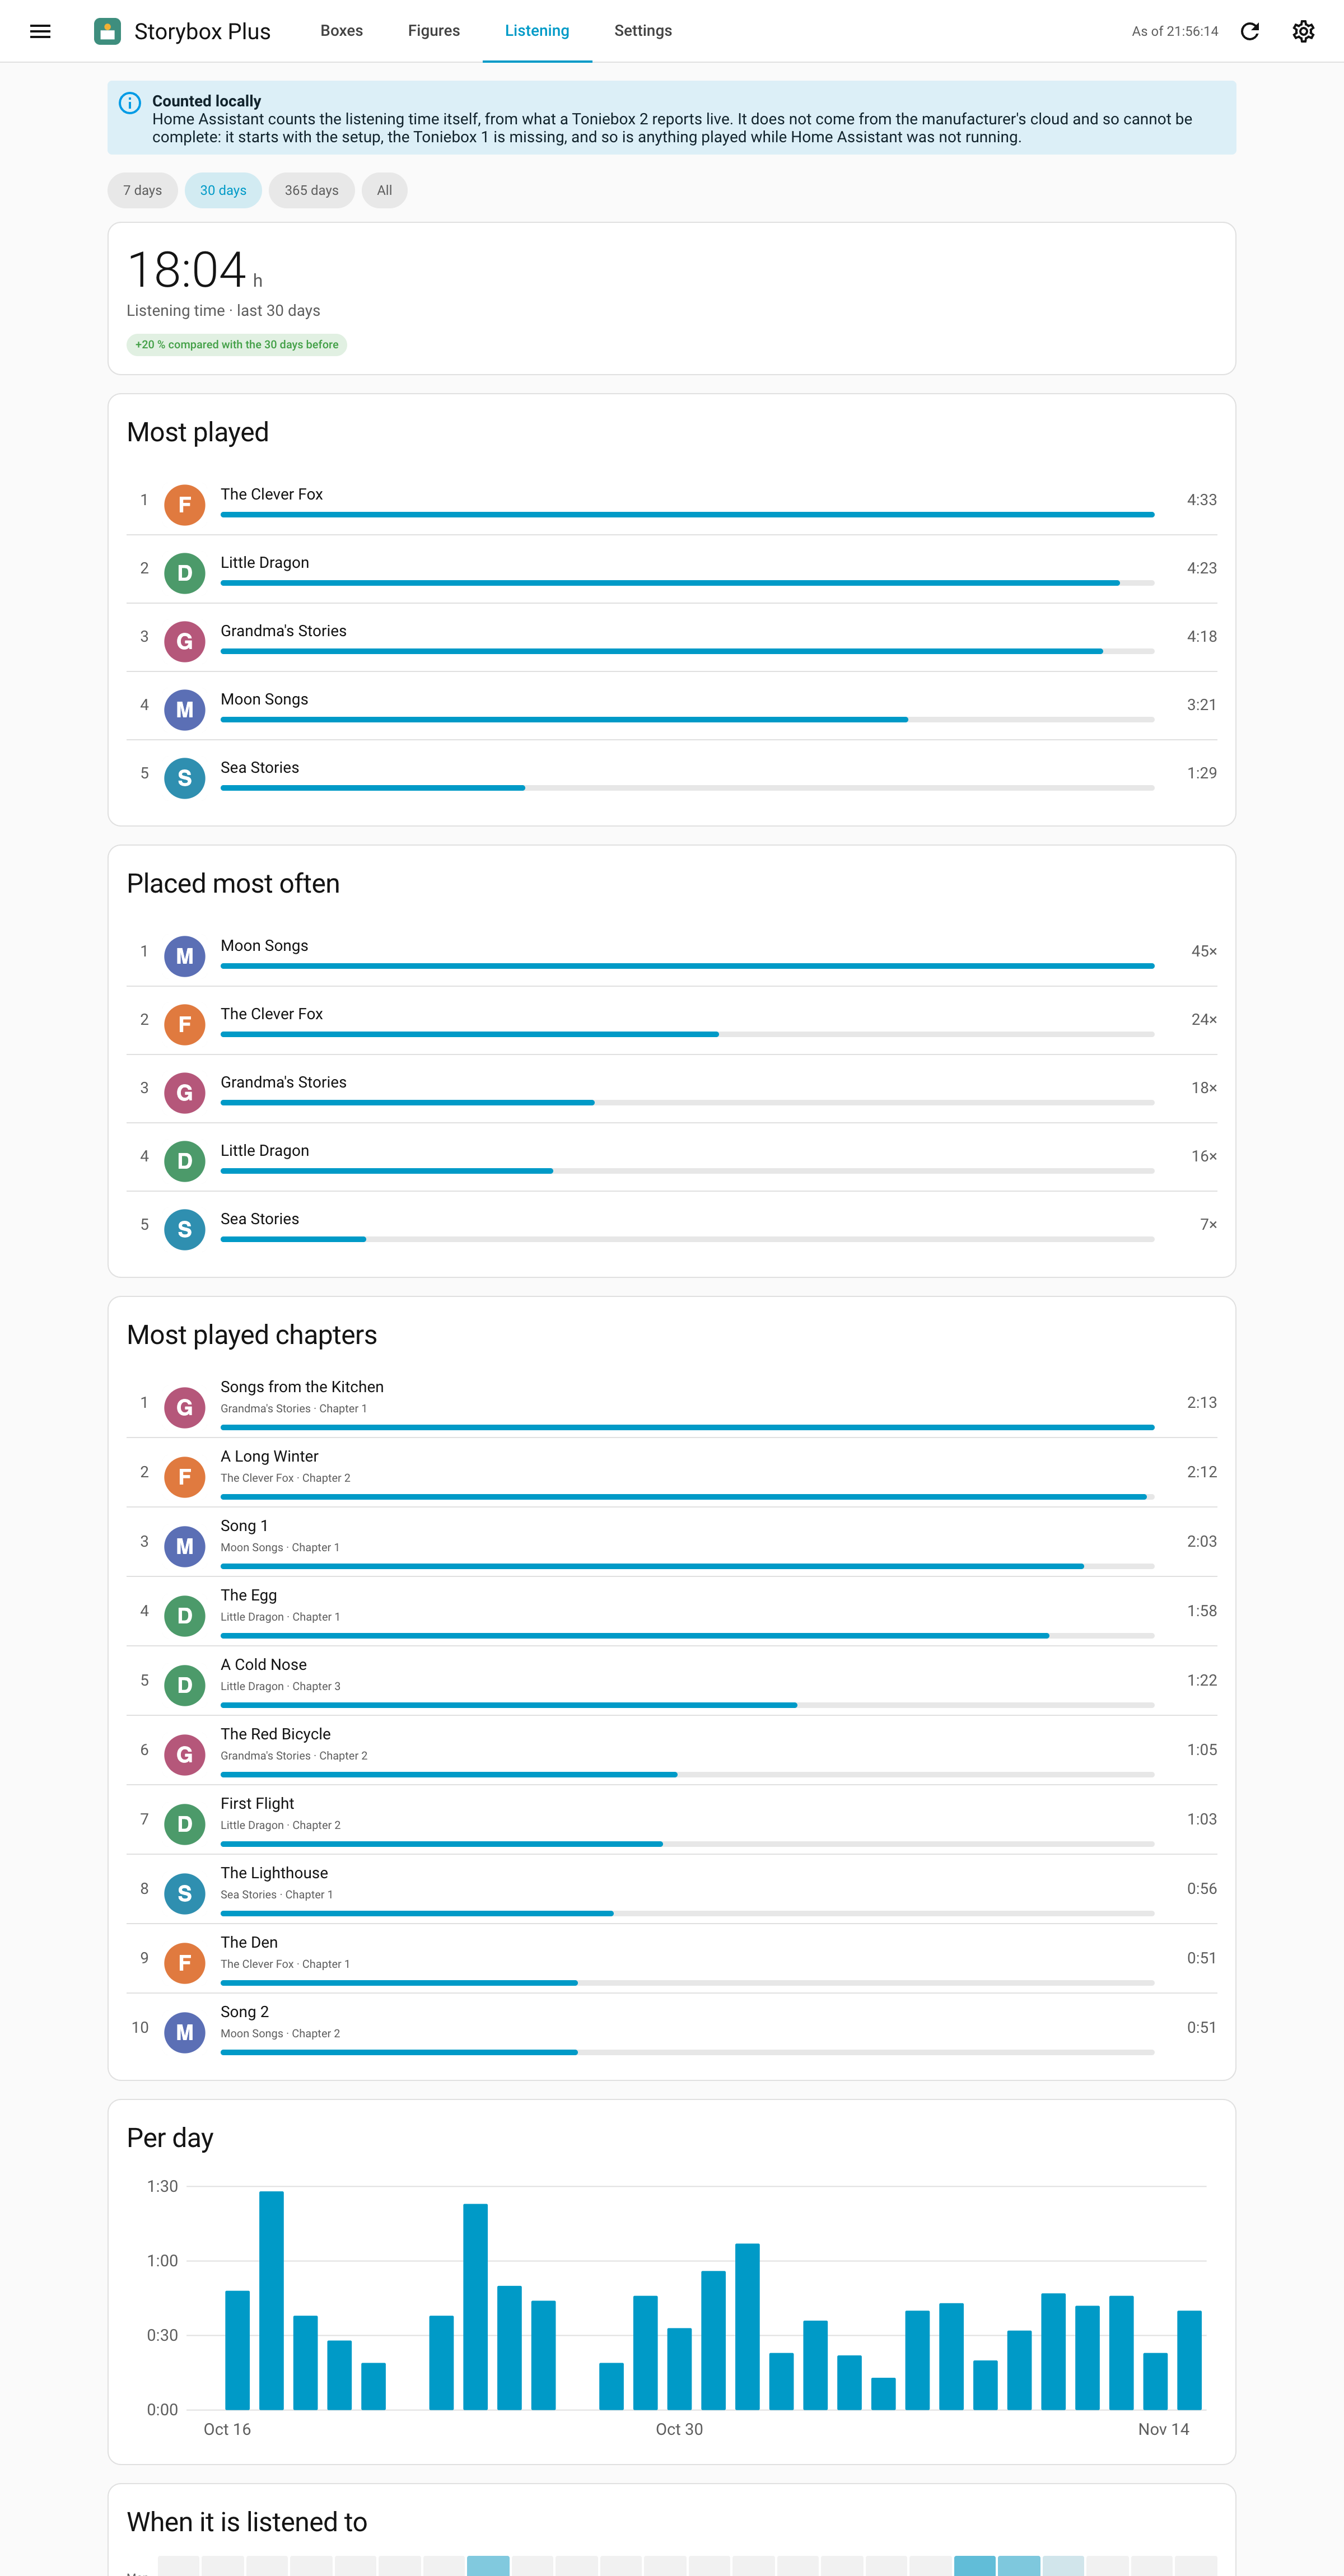 Storybox Plus
Boxes
Figures
Listening
Settings
As of 21:56:14
Counted locally
Home Assistant counts the listening time itself, from what a Toniebox 2 reports live. It does not come from the manufacturer's cloud and so cannot be
complete: it starts with the setup, the Toniebox 1 is missing, and so is anything played while Home Assistant was not running.
7 days
30 days
365 days
All
18:04 h
Listening time · last 30 days
+20 % compared with the 30 days before
Most played
1
F
The Clever Fox
4:33
2
D
Little Dragon
4:23
3
G
Grandma's Stories
4:18
4
M
Moon Songs
3:21
5
S
Sea Stories
1:29
Placed most often
1
M
Moon Songs
45×
2
F
The Clever Fox
24×
3
G
Grandma's Stories
18×
4
D
Little Dragon
16×
5
S
Sea Stories
7×
Most played chapters
1
G
Songs from the Kitchen
Grandma's Stories · Chapter 1
2:13
2
F
A Long Winter
The Clever Fox · Chapter 2
2:12
3
M
Song 1
Moon Songs · Chapter 1
2:03
4
D
The Egg
Little Dragon · Chapter 1
1:58
5
D
A Cold Nose
Little Dragon · Chapter 3
1:22
6
G
The Red Bicycle
Grandma's Stories · Chapter 2
1:05
7
D
First Flight
Little Dragon · Chapter 2
1:03
8
S
The Lighthouse
Sea Stories · Chapter 1
0:56
9
F
The Den
The Clever Fox · Chapter 1
0:51
10
M
Song 2
Moon Songs · Chapter 2
0:51
Per day
1:30
1:00
0:30
0:00
Oct 16
Oct 30
Nov 14
When it is listened to